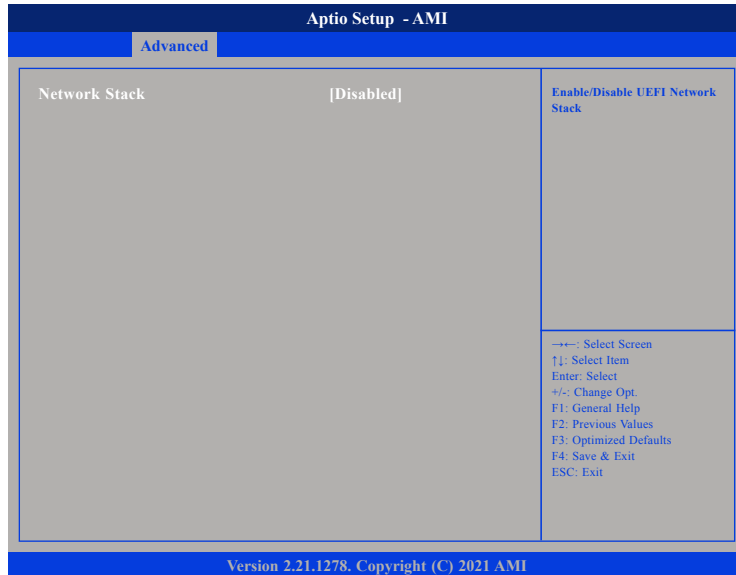 Aptio Setup - AMI
Advanced
Network Stack [Disabled]
Enable/Disable UEFI Network
Stack
→←: Select Screen
↑↓: Select Item
Enter: Select
+/-: Change Opt.
F1: General Help
F2: Previous Values
F3: Optimized Defaults
F4: Save & Exit
ESC: Exit
Version 2.21.1278. Copyright (C) 2021 AMI